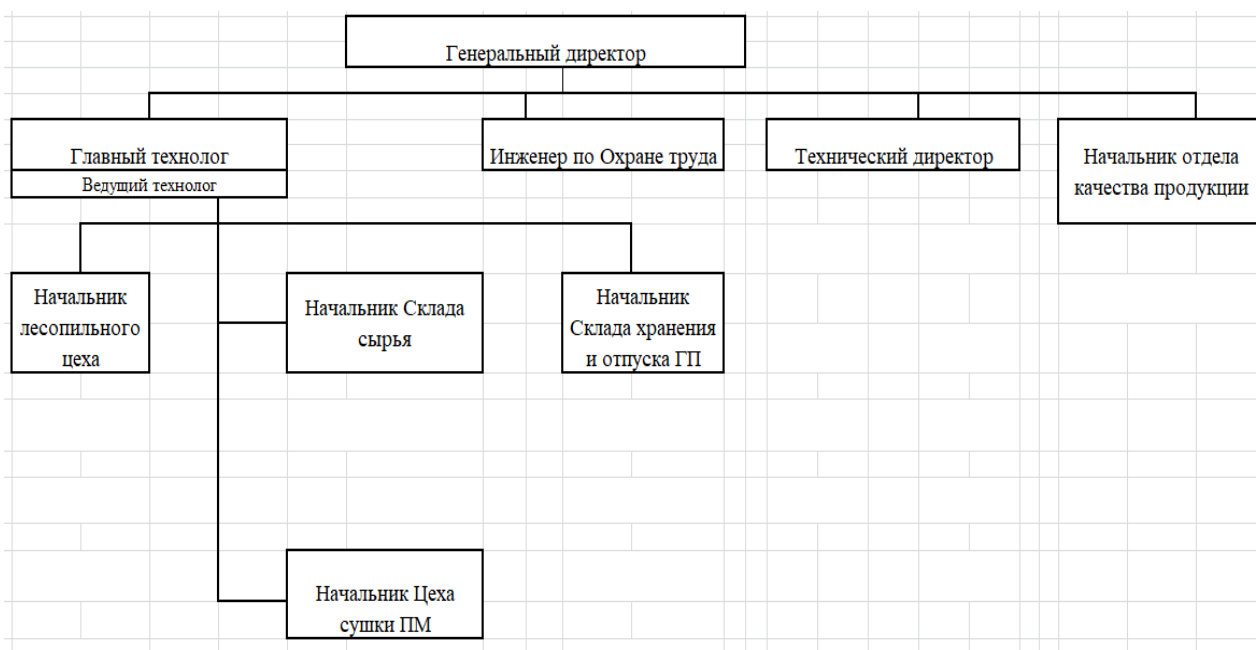 Генеральный директор
Главный технолог
Ведущий технолог
Инженер по Охране труда
Технический директор
Начальник отдела
качества продукции
Начальник
лесопильного
цеха
Начальник Склада
сырья
Начальник
Склада хранения
и отпуска ГП
Начальник Цеха
сушки ПМ